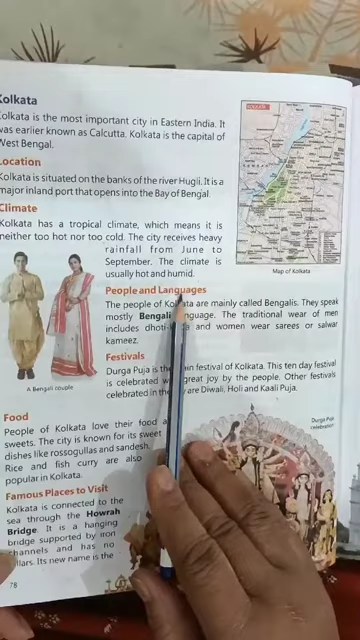 Kolkata
Kolkata is the most important city in Eastern India. It
was earlier known as Calcutta. Kolkata is the capital of
West Bengal.
Location
Kolkata is situated on the banks of the river Hugli. It is a
major inland port that opens into the Bay of Bengal.
Climate
Kolkata has a tropical climate, which means it is
neither too hot nor too cold. The city receives heavy
rainfall from June to
September. The climate is
usually hot and humid.
Map of Kolkata
People and Languages
The people of Kolkata are mainly called Bengalis. They speak
mostly Bengali language. The traditional wear of men
includes dhoti- and women wear sarees or salwar
kameez.
A Bengali couple
Festivals
Durga Puja is the main festival of Kolkata. This ten day festival
is celebrated with great joy by the people. Other festivals
celebrated in the are Diwali, Holi and Kaali Puja.
Durga Puja
celebration
Food
People of Kolkata love their food a
sweets. The city is known for its sweet
dishes like rossogullas and sandesh.
Rice and fish curry are also
popular in Kolkata.
Famous Places to Visit
Kolkata is connected to the
sea through the Howrah
Bridge. It is a hanging
bridge supported by iron
channels and has no
llars. Its new name is the
78